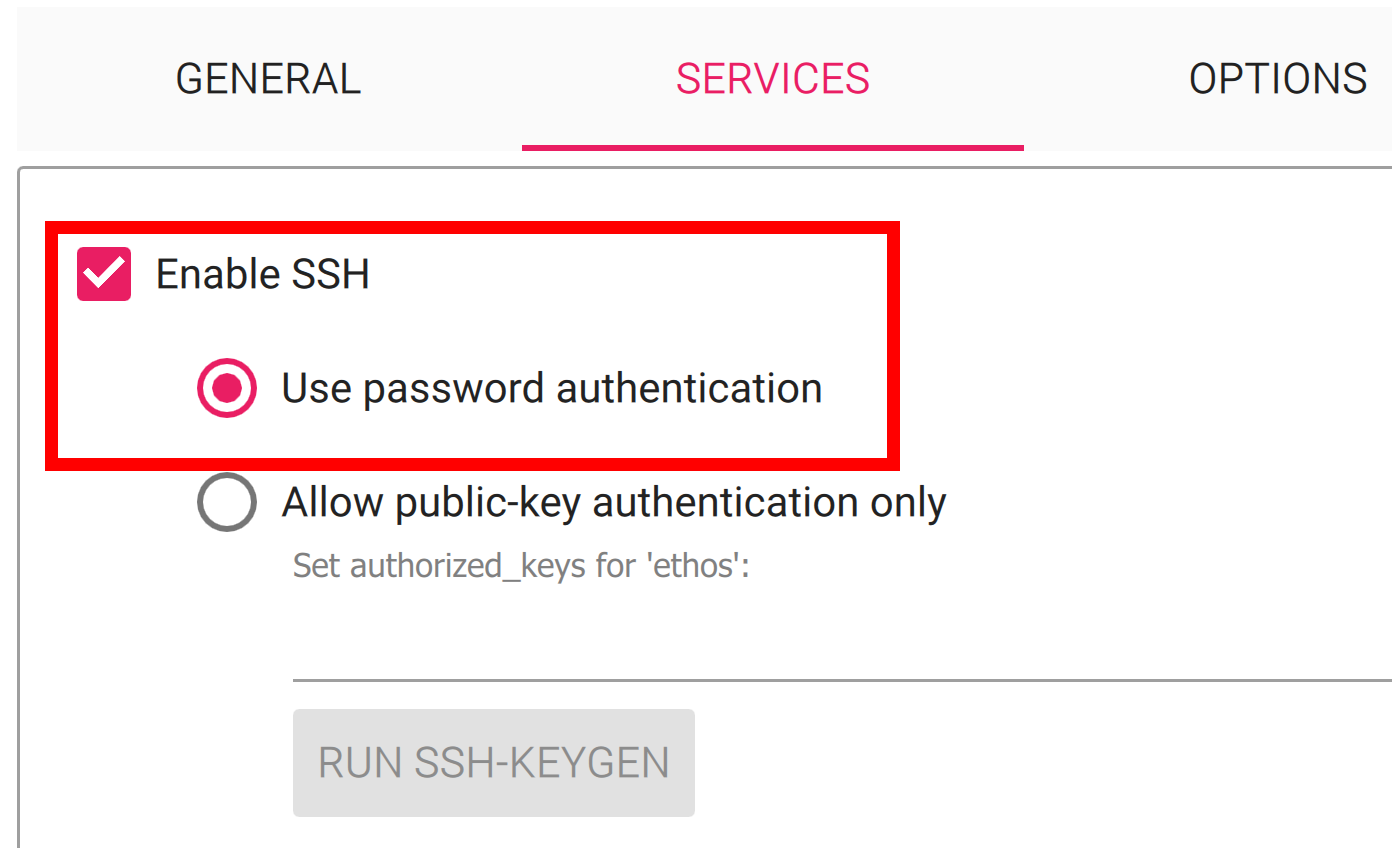 GENERAL SERVICES OPTIONS
Enable SSH
Use password authentication
Allow public-key authentication only
Set authorized_keys for 'ethos':
RUN SSH-KEYGEN